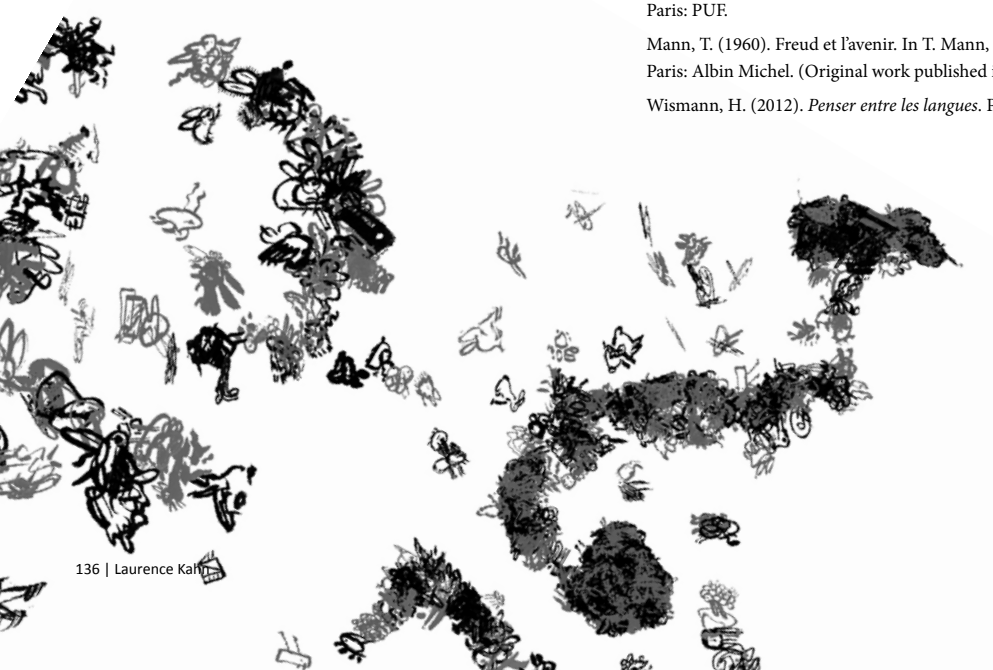 Paris: PUF.
Mann, T. (1960). Freud et l’avenir. In T. Mann,
Paris: Albin Michel. (Original work published
Wismann, H. (2012). Penser entre les langues. P
136 | Laurence Kahn